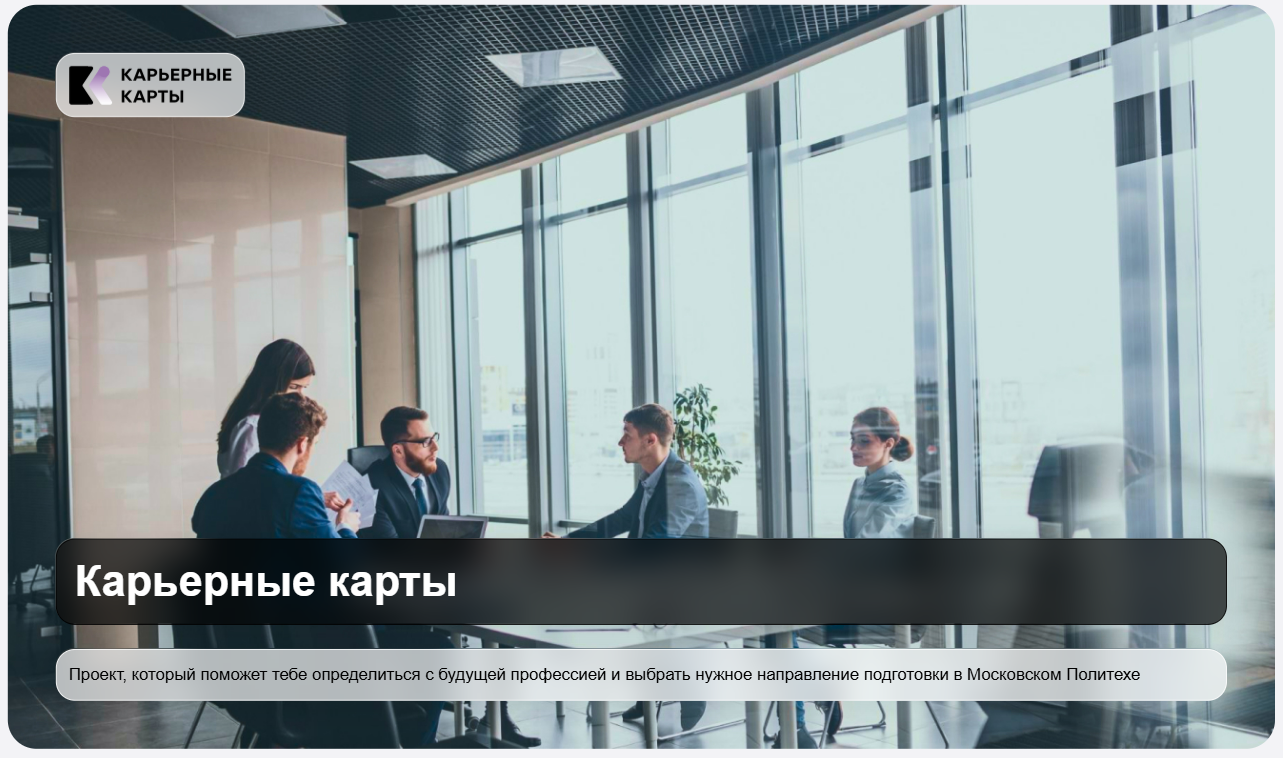 КАРЬЕРНЫЕ
КАРТЫ
Карьерные карты
Проект, который поможет тебе определиться с будущей профессией и выбрать нужное направление подготовки в Московском Политехе